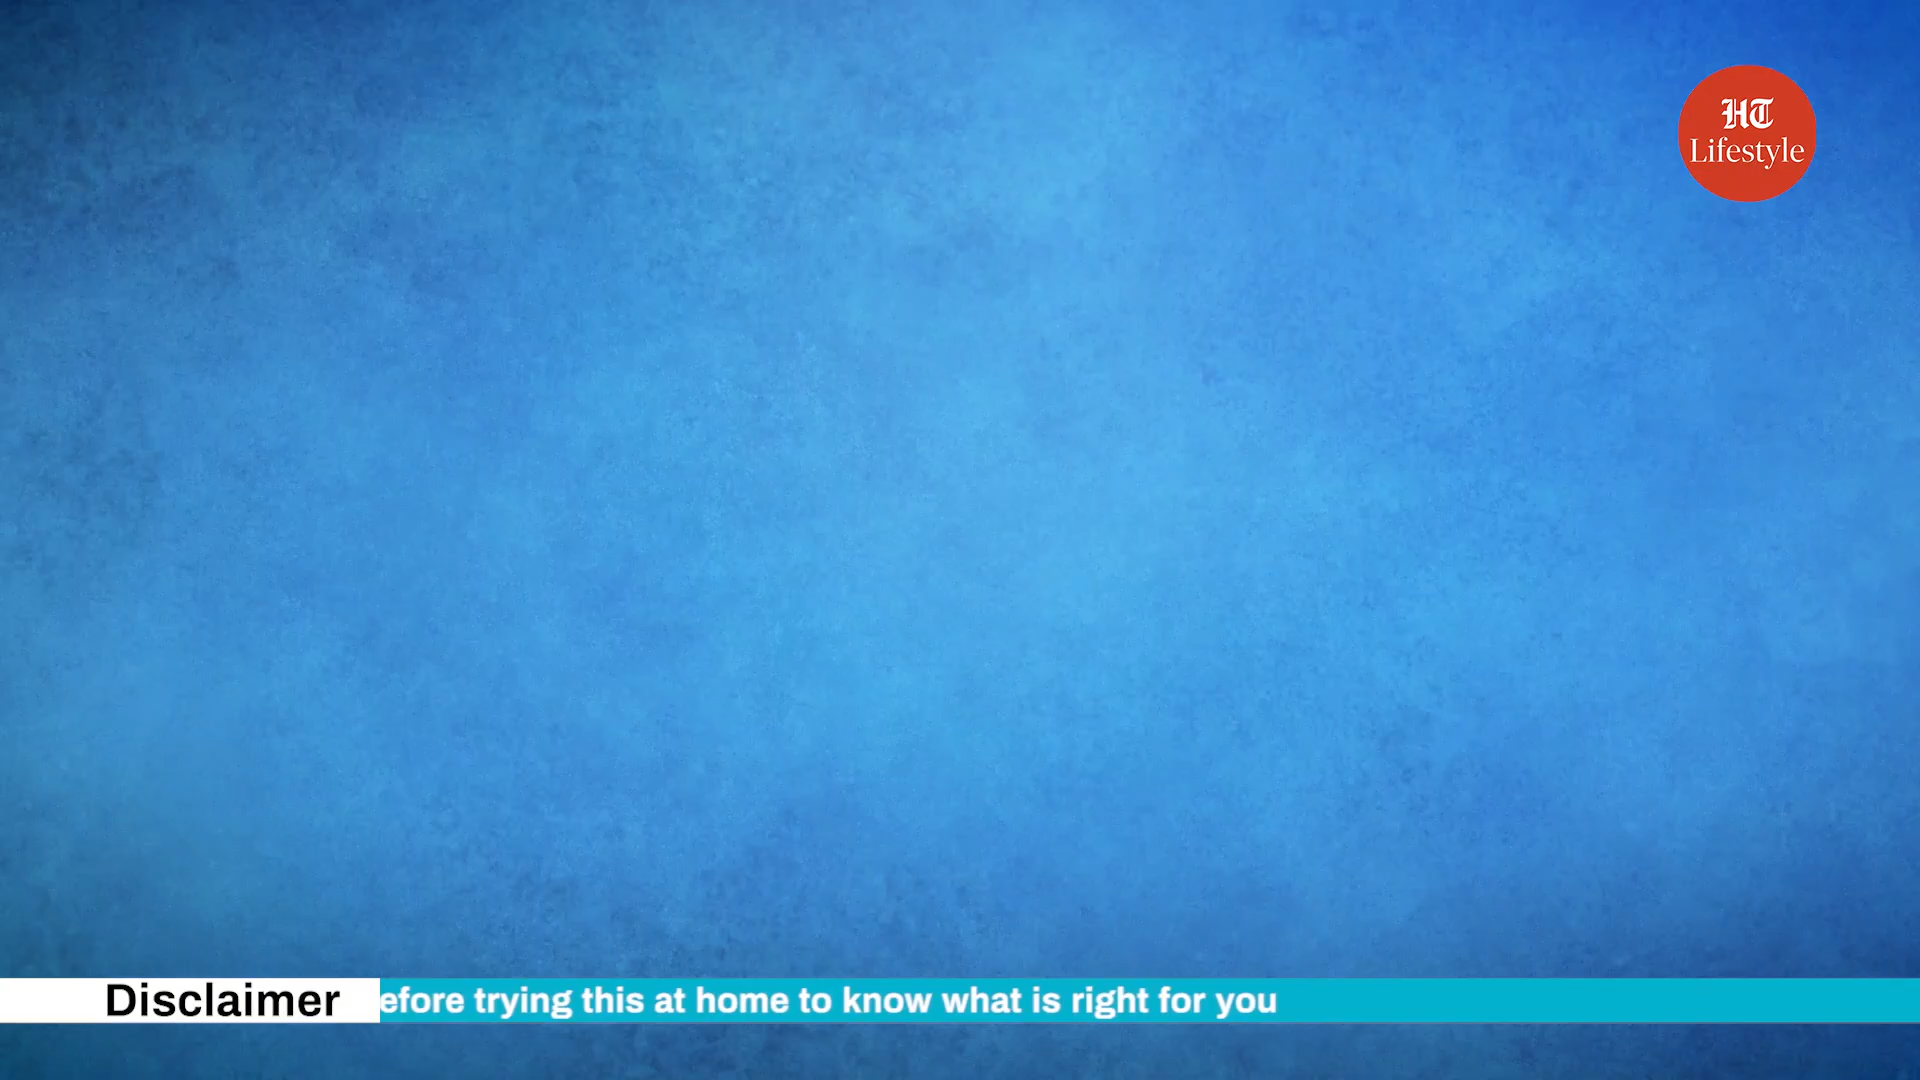 HT
Lifestyle
Disclaimer
efore trying this at home to know what is right for you